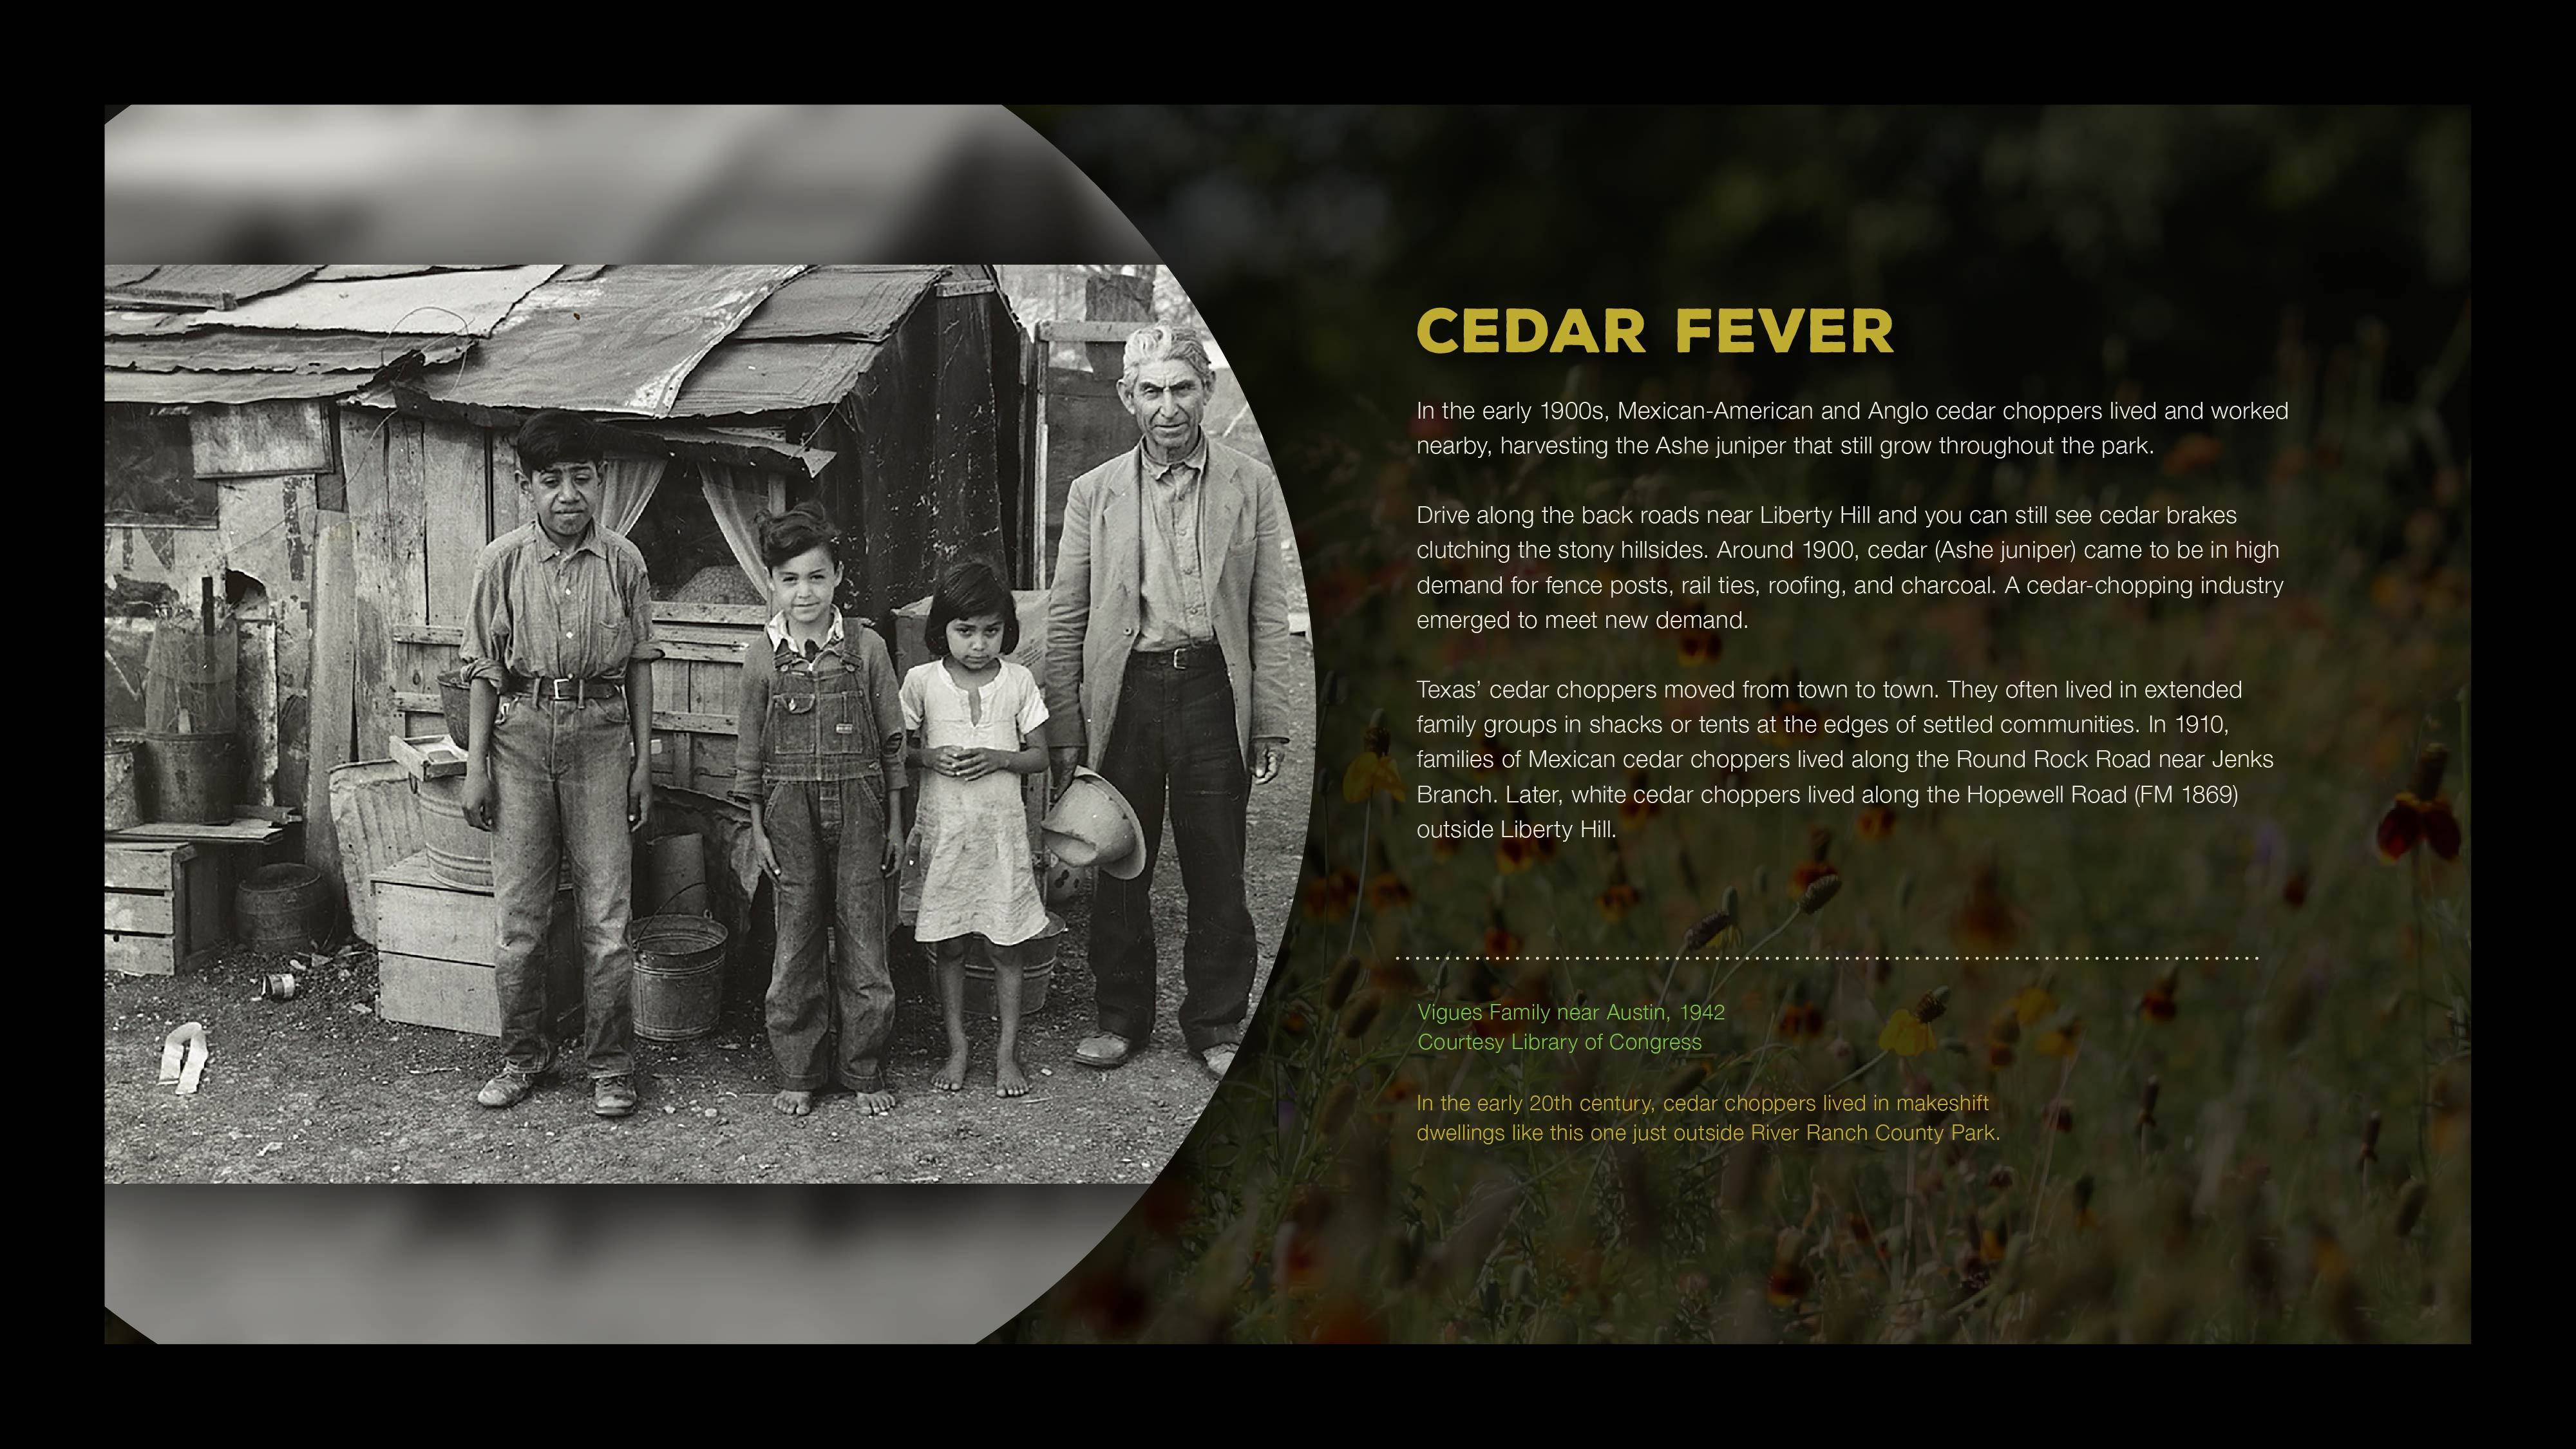 CEDAR FEVER
In the early 1900s, Mexican-American and Anglo cedar choppers lived and worked
nearby, harvesting the Ashe juniper that still grow throughout the park.
Drive along the back roads near Liberty Hill and you can still see cedar brakes
clutching the stony hillsides. Around 1900, cedar (Ashe juniper) came to be in high
demand for fence posts, rail ties, roofing, and charcoal. A cedar-chopping industry
emerged to meet new demand.
Texas’ cedar choppers moved from town to town. They often lived in extended
family groups in shacks or tents at the edges of settled communities. In 1910,
families of Mexican cedar choppers lived along the Round Rock Road near Jenks
Branch. Later, white cedar choppers lived along the Hopewell Road (FM 1869)
outside Liberty Hill.
Vigues Family near Austin, 1942
Courtesy Library of Congress
In the early 20th century, cedar choppers lived in makeshift
dwellings like this one just outside River Ranch County Park.